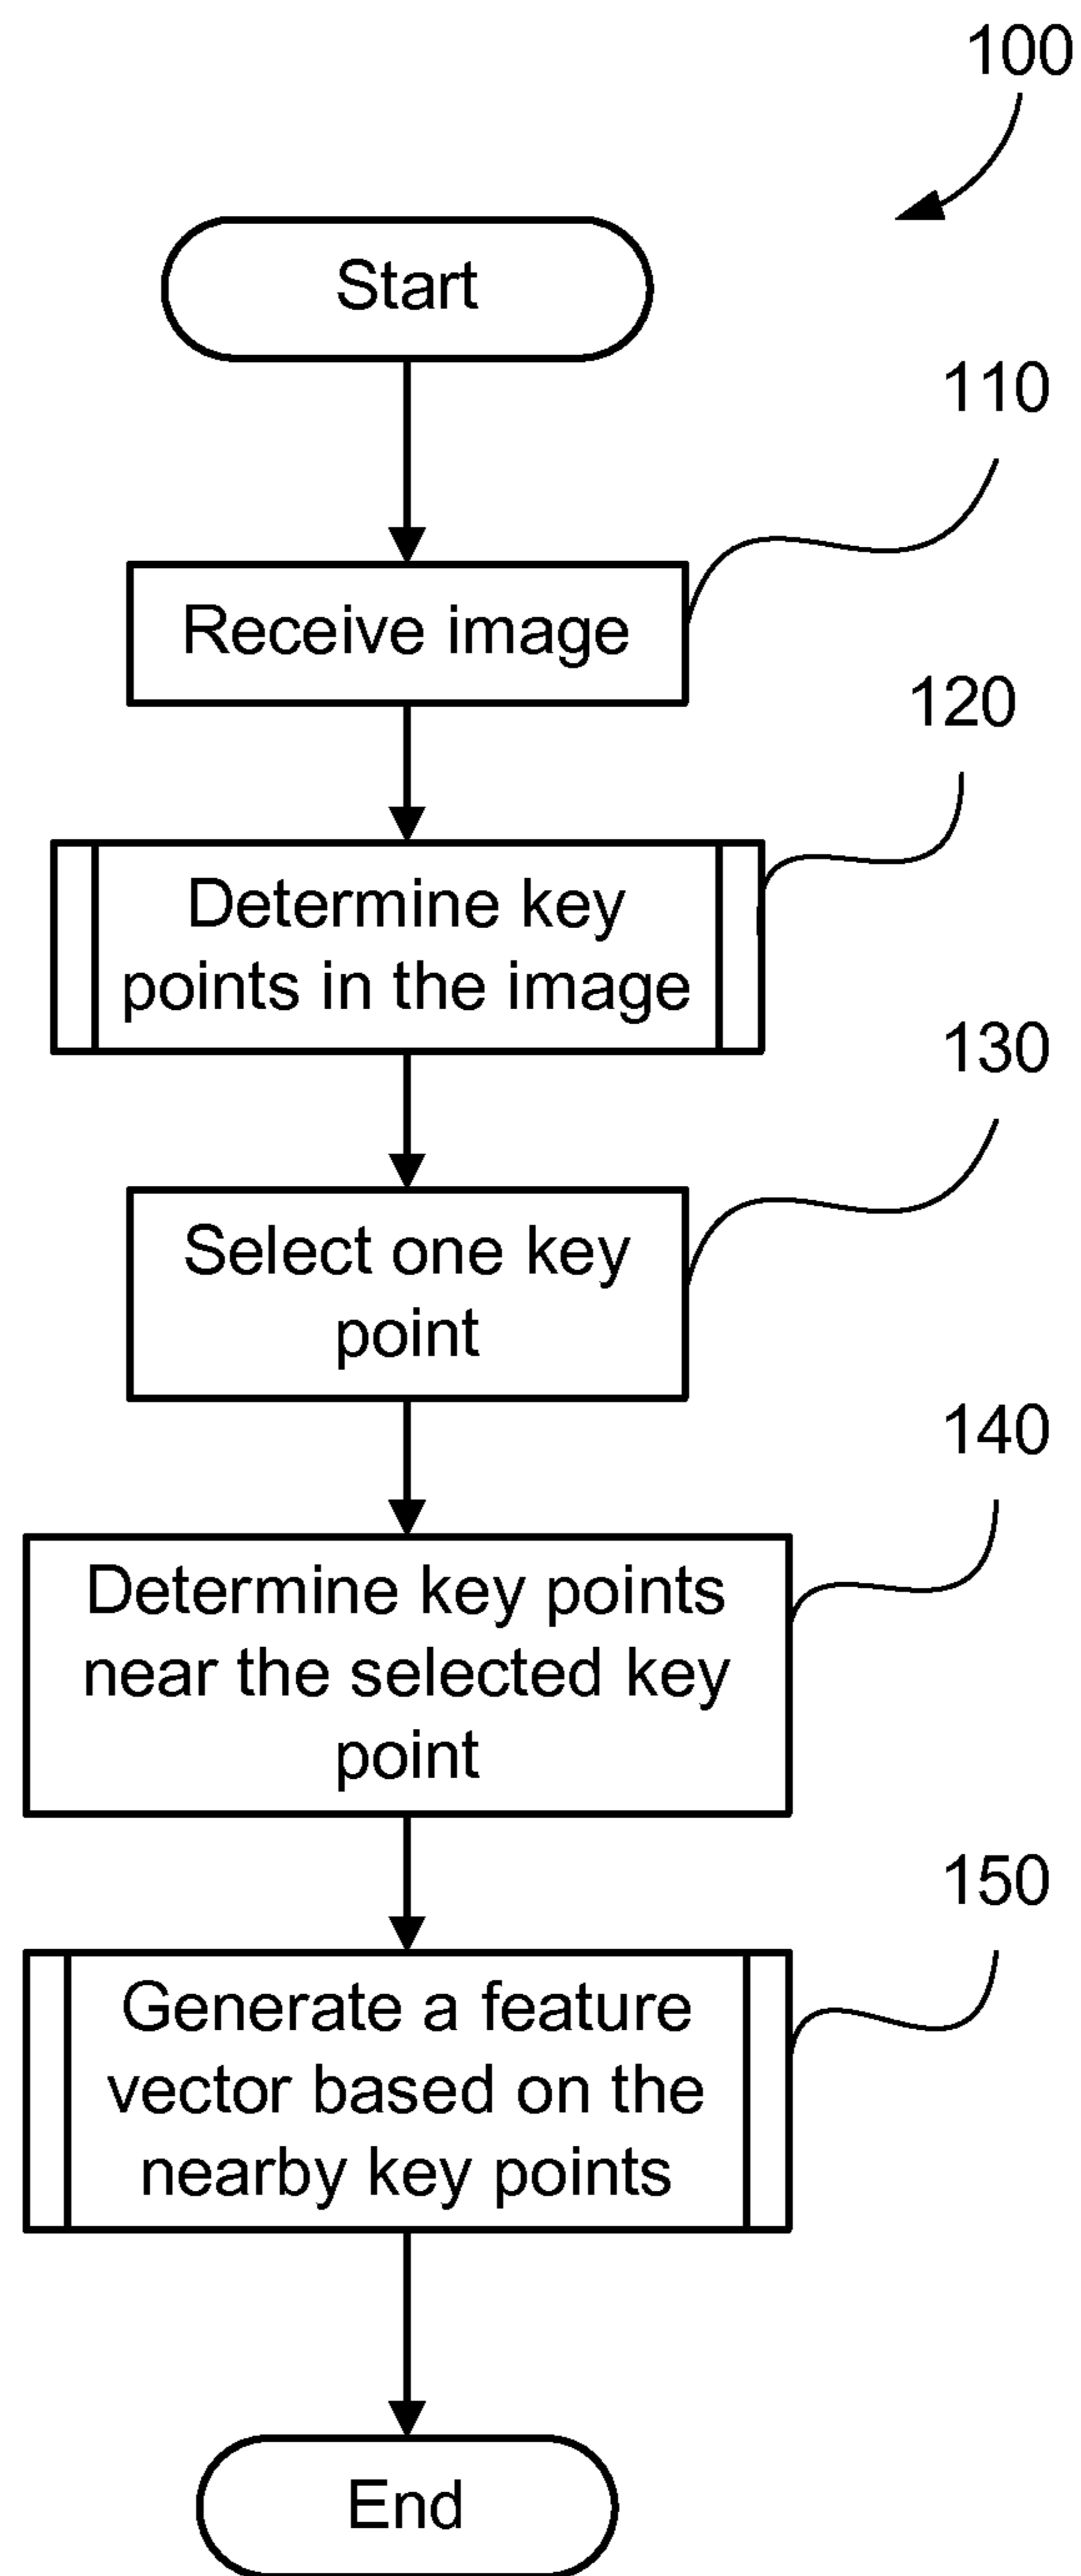 100
Start
110
Receive image
120
Determine key
points in the image
130
Select one key
point
140
Determine key points
near the selected key
point
150
Generate a feature
vector based on the
nearby key points
End